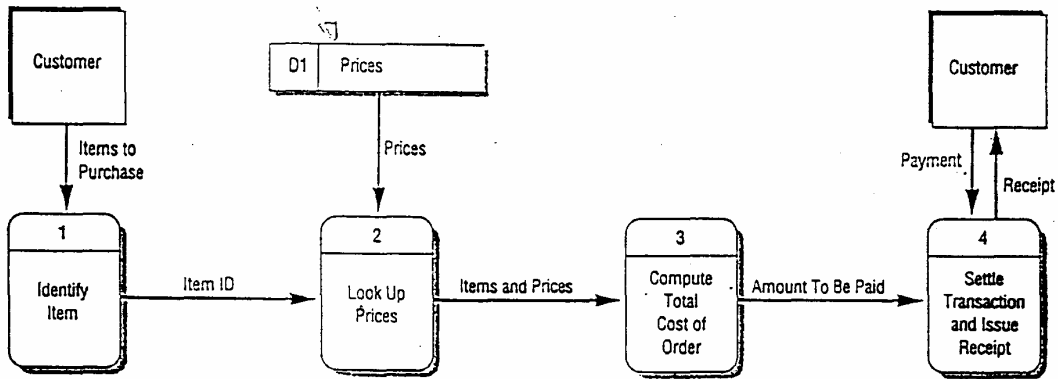 Customer
D1 Prices
Customer
Items to
Purchase
Prices
Payment
Receipt
1
Identify
Item
Item ID
2
Look Up
Prices
Items and Prices
3
Compute
Total
Cost of
Order
Amount To Be Paid
4
Settle
Transaction
and Issue
Receipt